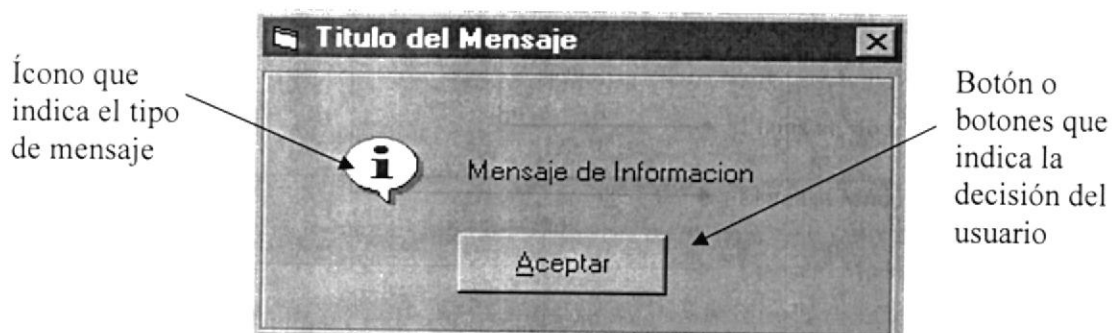 Titulo del Mensaje
Ícono que
indica el tipo
de mensaje
Mensaje de Informacion
Aceptar
Botón o
botones que
indica la
decisión del
usuario